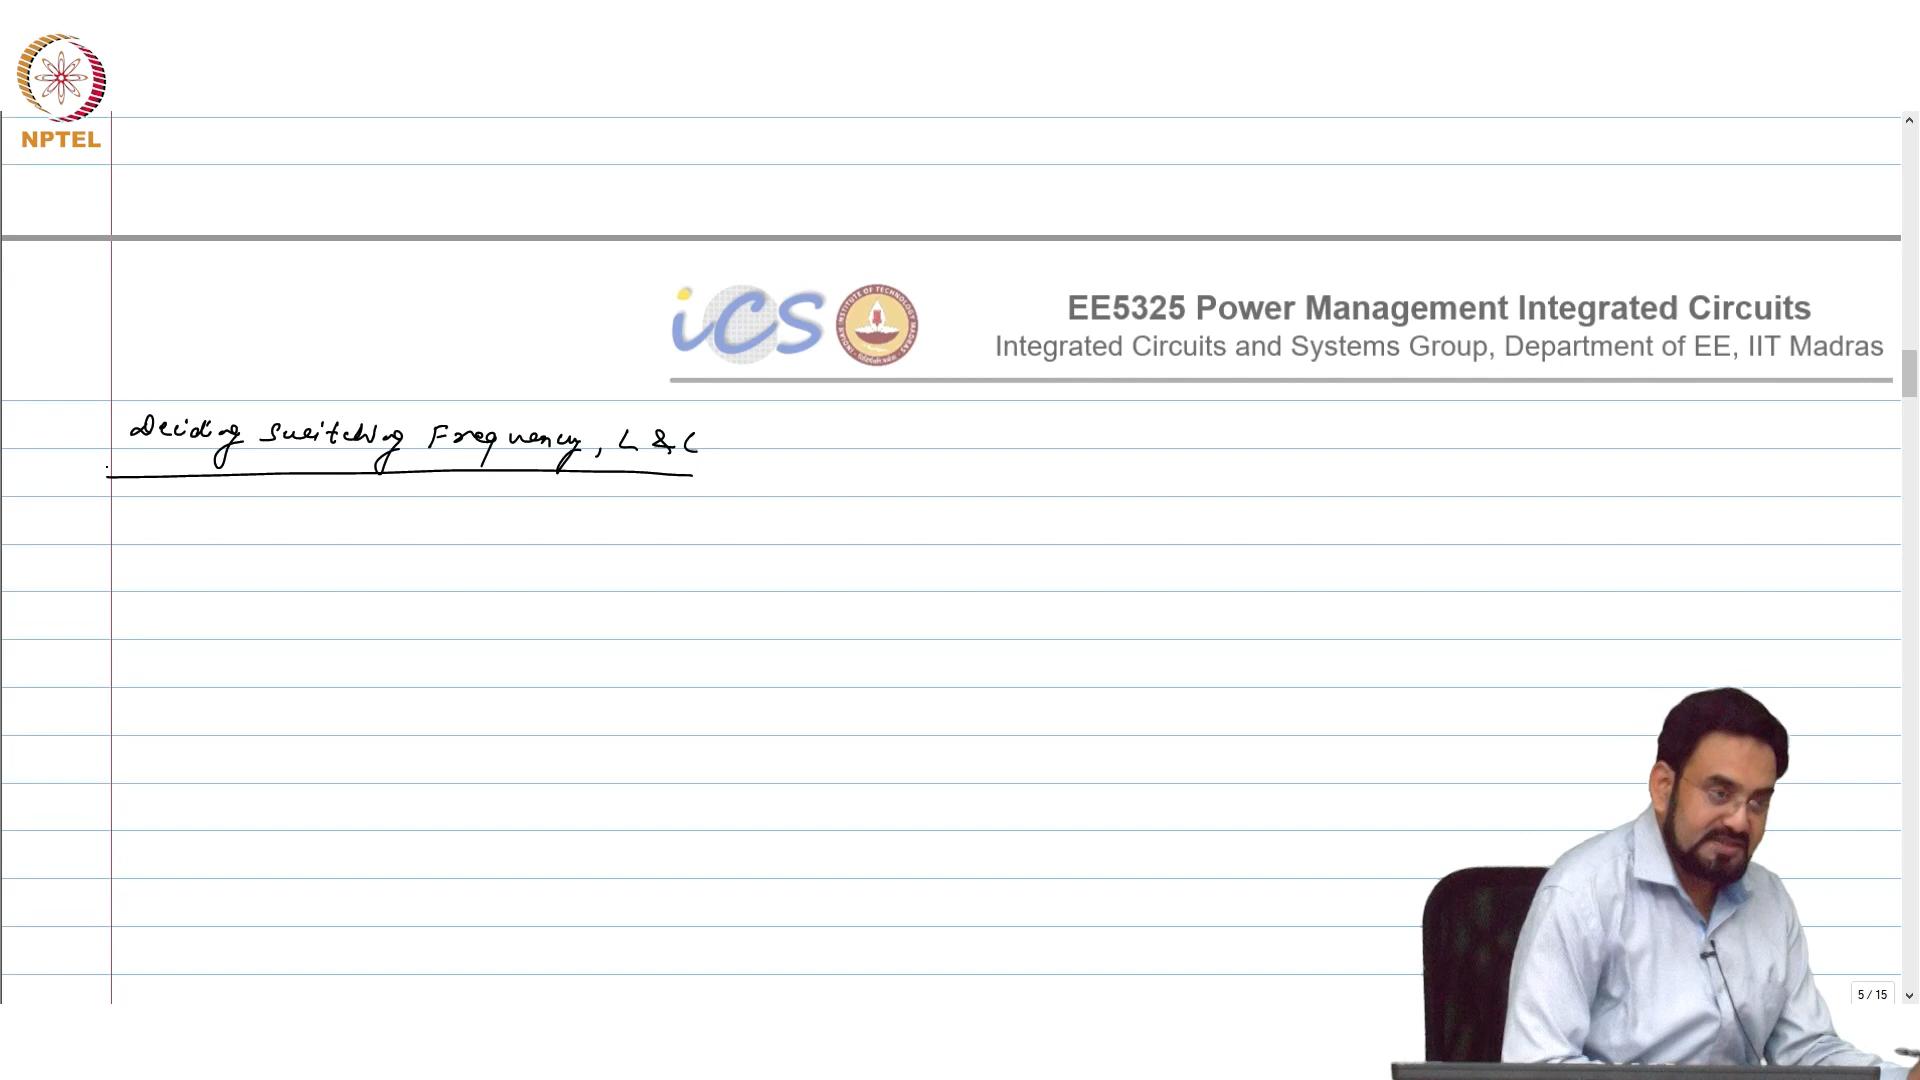 NPTEL
iCS
EE5325 Power Management Integrated Circuits
Integrated Circuits and Systems Group, Department of EE, IIT Madras
Deciding Switching Frequency, L & C
5 / 15